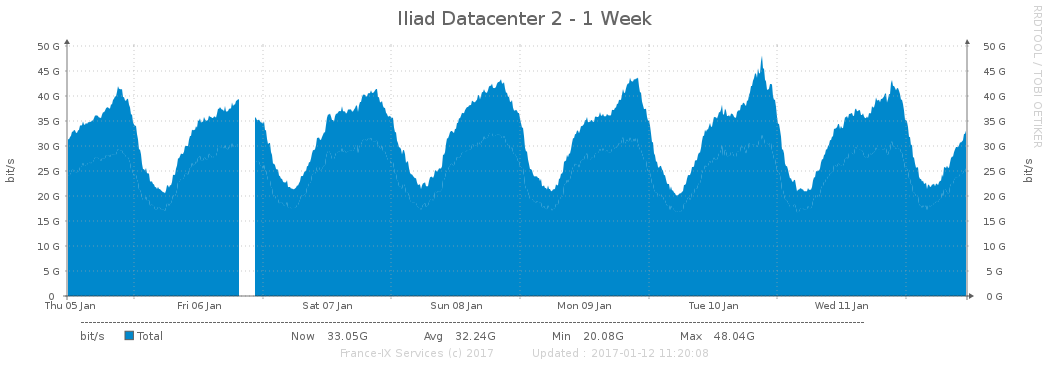 Iliad Datacenter 2 - 1 Week
RRDTOOL / TOBI OETIKER
50 G 50 G
45 G 45 G
40 G 40 G
35 G 35 G
30 G 30 G
25 G 25 G
20 G 20 G
15 G 15 G
10 G 10 G
5 G 5 G
0 0 G
bit/s bit/s
Thu 05 Jan Fri 06 Jan Sat 07 Jan Sun 08 Jan Mon 09 Jan Tue 10 Jan Wed 11 Jan
bit/s Total Now 33.05G Avg 32.24G Min 20.08G Max 48.04G
France-IX Services (c) 2017 Updated : 2017-01-12 11:20:08